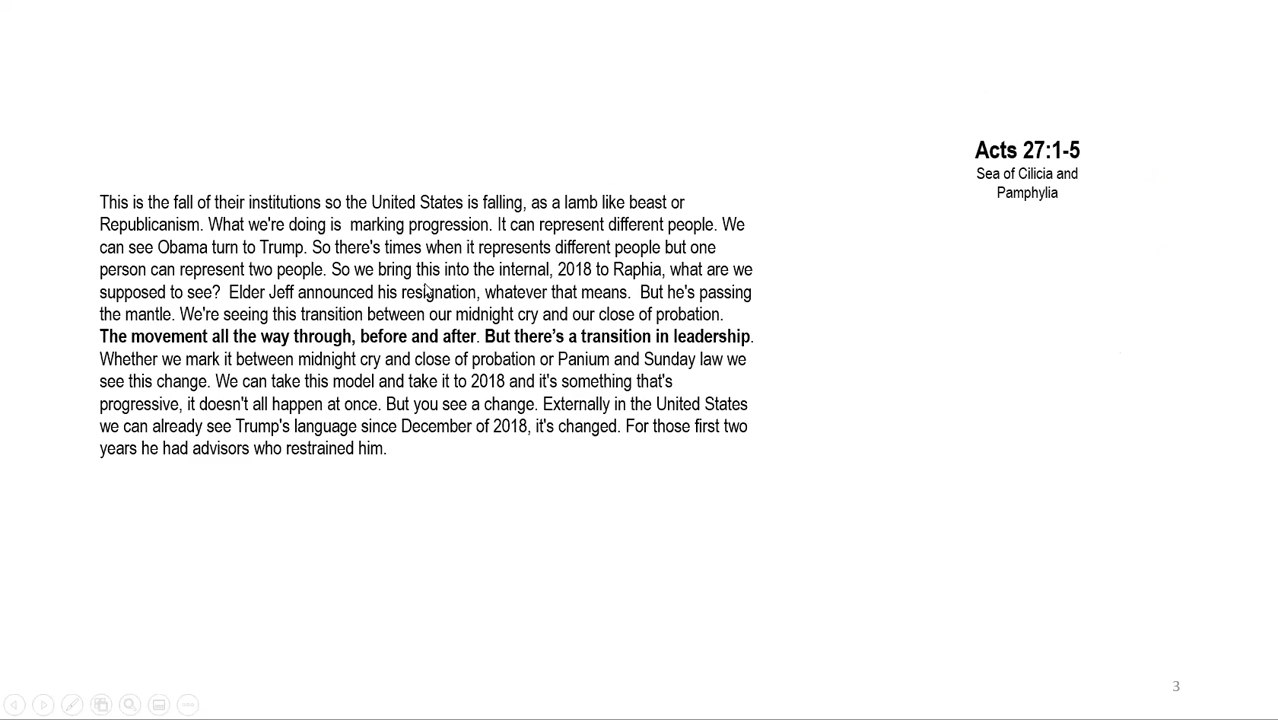 Acts 27:1-5
Sea of Cilicia and
Pamphylia
This is the fall of their institutions so the United States is falling, as a lamb like beast or
Republicanism. What we're doing is  marking progression. It can represent different people. We
can see Obama turn to Trump. So there's times when it represents different people but one
person can represent two people. So we bring this into the internal, 2018 to Raphia, what are we
supposed to see?  Elder Jeff announced his resignation, whatever that means.  But he's passing
the mantle. We're seeing this transition between our midnight cry and our close of probation.
The movement all the way through, before and after. But there’s a transition in leadership.
Whether we mark it between midnight cry and close of probation or Panium and Sunday law we
see this change. We can take this model and take it to 2018 and it's something that's
progressive, it doesn't all happen at once. But you see a change. Externally in the United States
we can already see Trump's language since December of 2018, it's changed. For those first two
years he had advisors who restrained him.
3